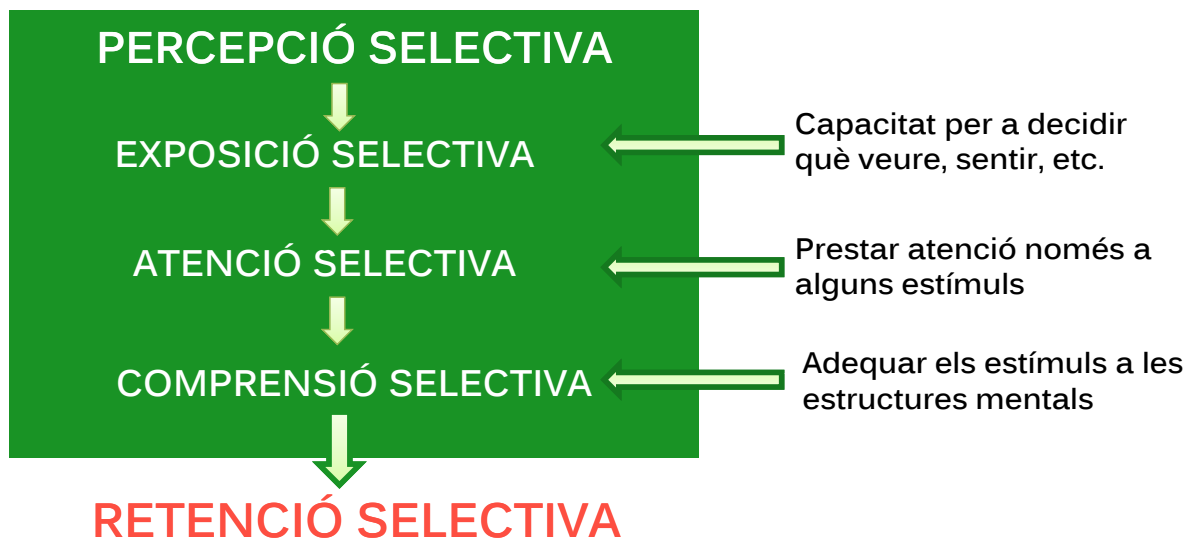 PERCEPCIÓ SELECTIVA
EXPOSICIÓ SELECTIVA
Capacitat per a decidir
què veure, sentir, etc.
ATENCIÓ SELECTIVA
Prestar atenció només a
alguns estímuls
COMPRENSIÓ SELECTIVA
Adequar els estímuls a les
estructures mentals
RETENCIÓ SELECTIVA